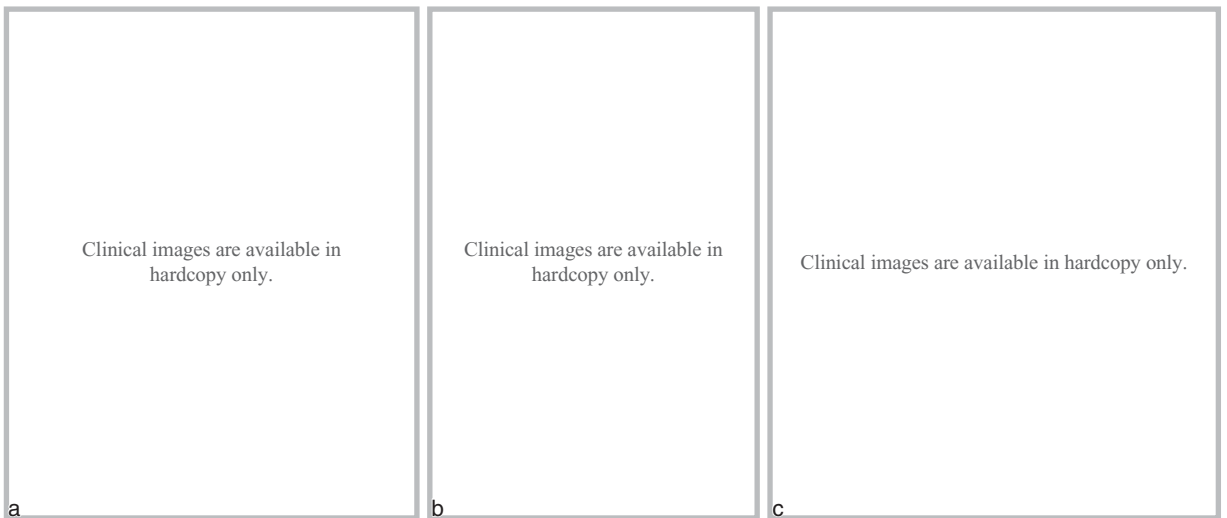 Clinical images are available in
hardcopy only.
a
Clinical images are available in
hardcopy only.
b
Clinical images are available in hardcopy only.
c